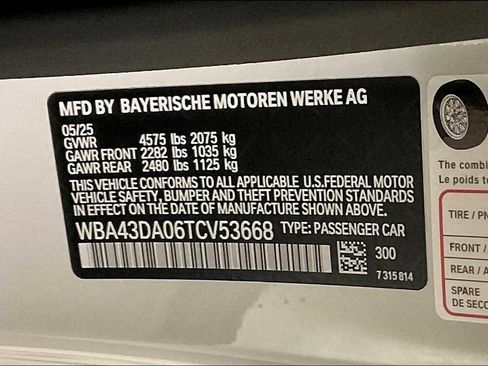 MFD BY BAYERISCHE MOTOREN WERKE AG
05/25
GVWR 4575 lbs 2075 kg
GAWR FRONT 2282 lbs 1035 kg
GAWR REAR 2480 lbs 1125 kg
THIS VEHICLE CONFORMS TO ALL APPLICABLE U.S.FEDERAL MOTOR
VEHICLE SAFETY, BUMPER AND THEFT PREVENTION STANDARDS
IN EFFECT ON THE DATE OF MANUFACTURE SHOWN ABOVE.
WBA43DA06TCV53668 TYPE: PASSENGER CAR
300
7 315 814
The combin
Le poids to
TIRE / PN
FRONT /
REAR / A
SPARE
DE SECO